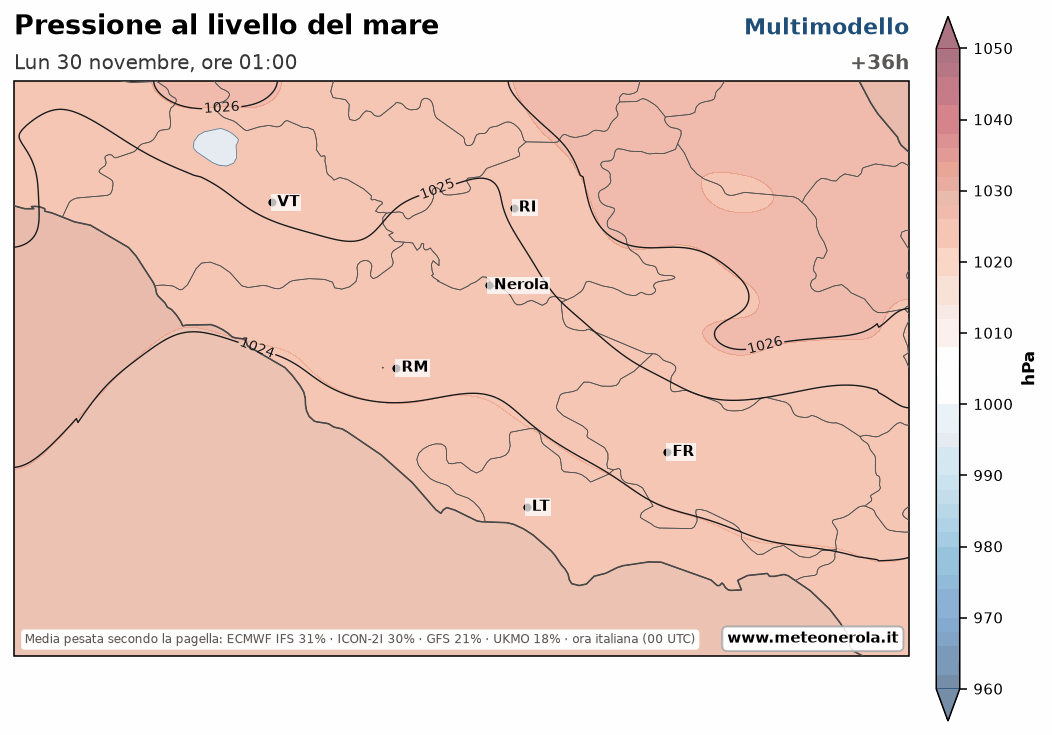 Pressione al livello del mare
Multimodello
Lun 30 novembre, ore 01:00
+36h
1026
1025
VT
RI
Nerola
1024
1026
RM
FR
LT
Media pesata secondo la pagella: ECMWF IFS 31% · ICON-2I 30% · GFS 21% · UKMO 18% · ora italiana (00 UTC)
www.meteonerola.it
1050
1040
1030
1020
1010
1000
990
980
970
960
hPa